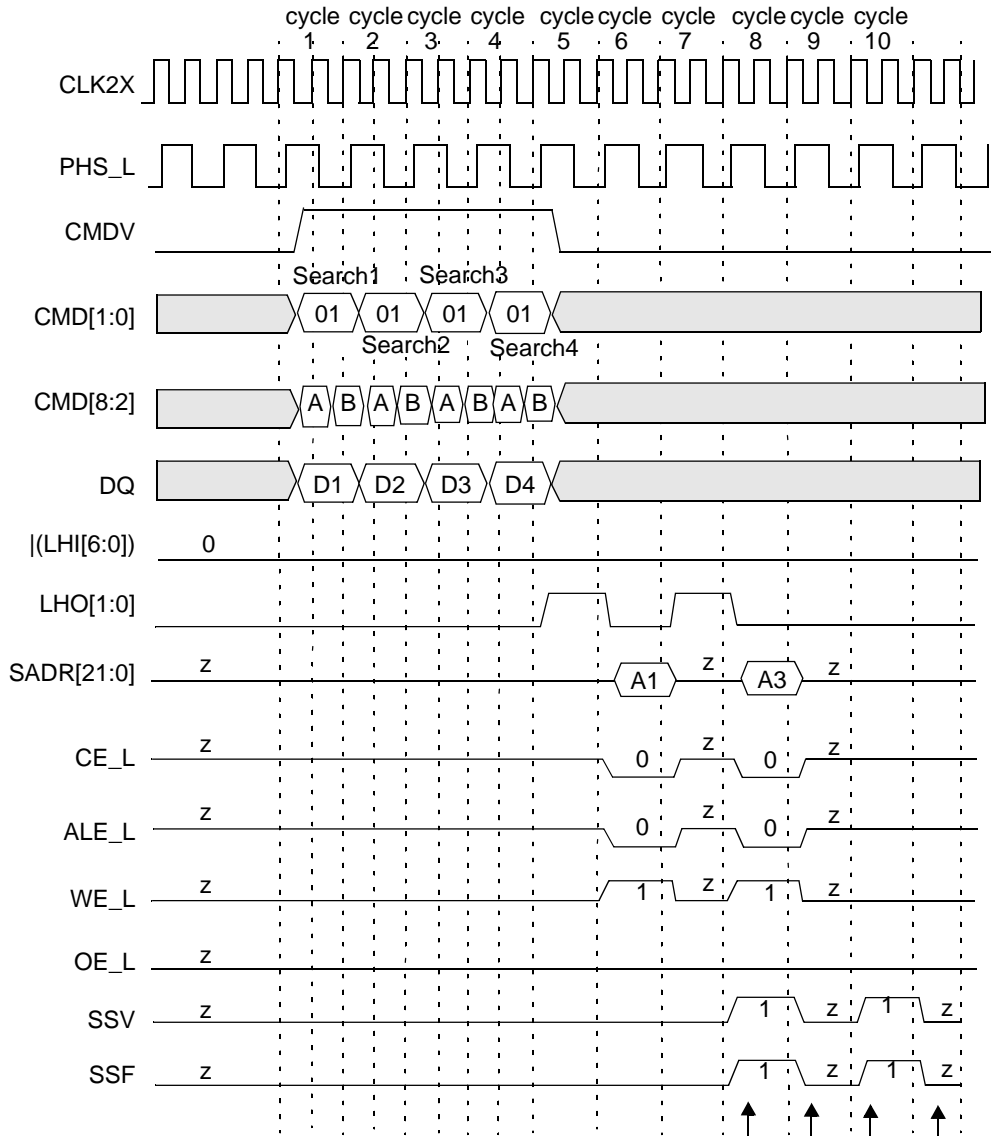 cycle cycle cycle cycle cycle cycle cycle cycle cycle cycle
1 2 3 4 5 6 7 8 9 10
CLK2X
PHS_L
CMDV
Search1 Search3
CMD[1:0] 01 01 01 01
Search2 Search4
CMD[8:2] A B A B A B A B
DQ D1 D2 D3 D4
|(LHI[6:0]) 0
LHO[1:0]
SADR[21:0] z A1 z A3 z
CE_L z 0 z 0 z
ALE_L z 0 z 0 z
WE_L z 1 z 1 z
OE_L z
SSV z 1 z 1 z
SSF z 1 z 1 z